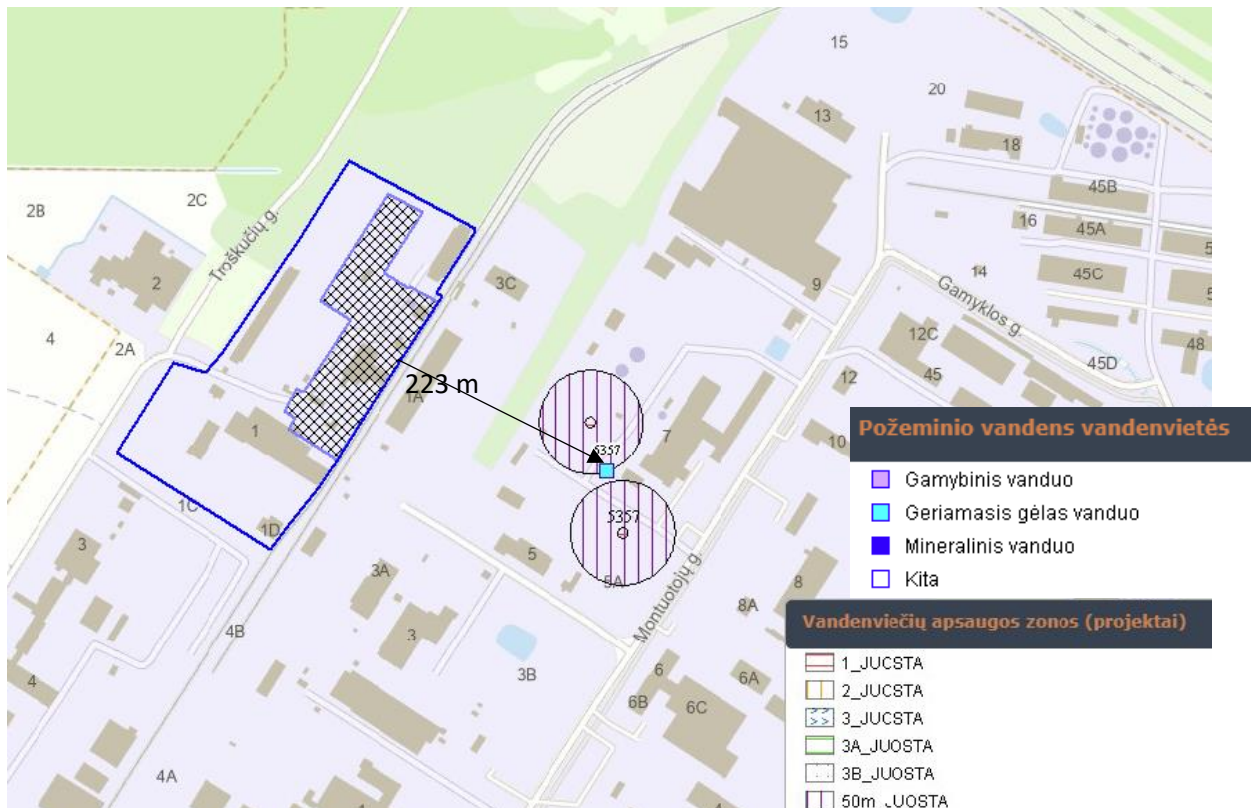 15
20
13
18
45B
2C
2B
16
45A
5
Troškučių g.
2
3C
14
45C
5
9
Gamyklos g.
4
2A
12C
48
45
45D
223 m
1A
12
7
10
1
5357
Požeminio vandens vandenvietės
Gamybinis vanduo
Geriamasis gėlas vanduo
Mineralinis vanduo
Kita
1C
1D
5357
3
5
3A
5A
8
Montuotojų g.
8A
4B
3
3B
6
6A
6B
6C
4
4A
Vandenviečių apsaugos zonos (projektai)
1_JUCSTA
2_JUCSTA
3_JUCSTA
3A_JUOSTA
3B_JUOSTA
50m_JUOSTA